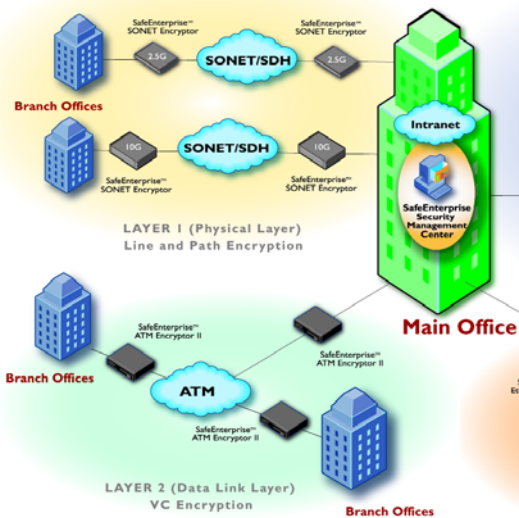 SafeEnterprise™
SONET Encryptor
SafeEnterprise™
SONET Encryptor
2.5G
SONET/SDH
2.5G
Branch Offices
Intranet
10G
SONET/SDH
10G
SafeEnterprise™
SONET Encryptor
SafeEnterprise™
SONET Encryptor
SafeEnterprise
Security
Management
Center
LAYER 1 (Physical Layer)
Line and Path Encryption
Main Office
SafeEnterprise™
ATM Encryptor II
SafeEnterprise™
ATM Encryptor II
Branch Offices
ATM
SafeEnterprise™
ATM Encryptor II
LAYER 2 (Data Link Layer)
VC Encryption
Branch Offices